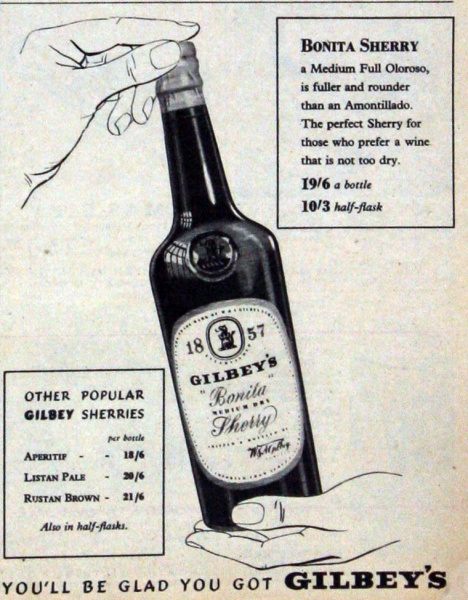 BONITA SHERRY
a Medium Full Oloroso,
is fuller and rounder
than an Amontillado.
The perfect Sherry for
those who prefer a wine
that is not too dry.
19/6 a bottle
10/3 half-flask
18 57
GILBEY'S
"Bonita"
MEDIUM DRY
Sherry
OTHER POPULAR
GILBEY SHERRIES
per bottle
APERITIF - - 18/6
LISTAN PALE - 20/6
RUSTAN BROWN - 21/6
Also in half-flasks.
YOU'LL BE GLAD YOU GOT GILBEY'S